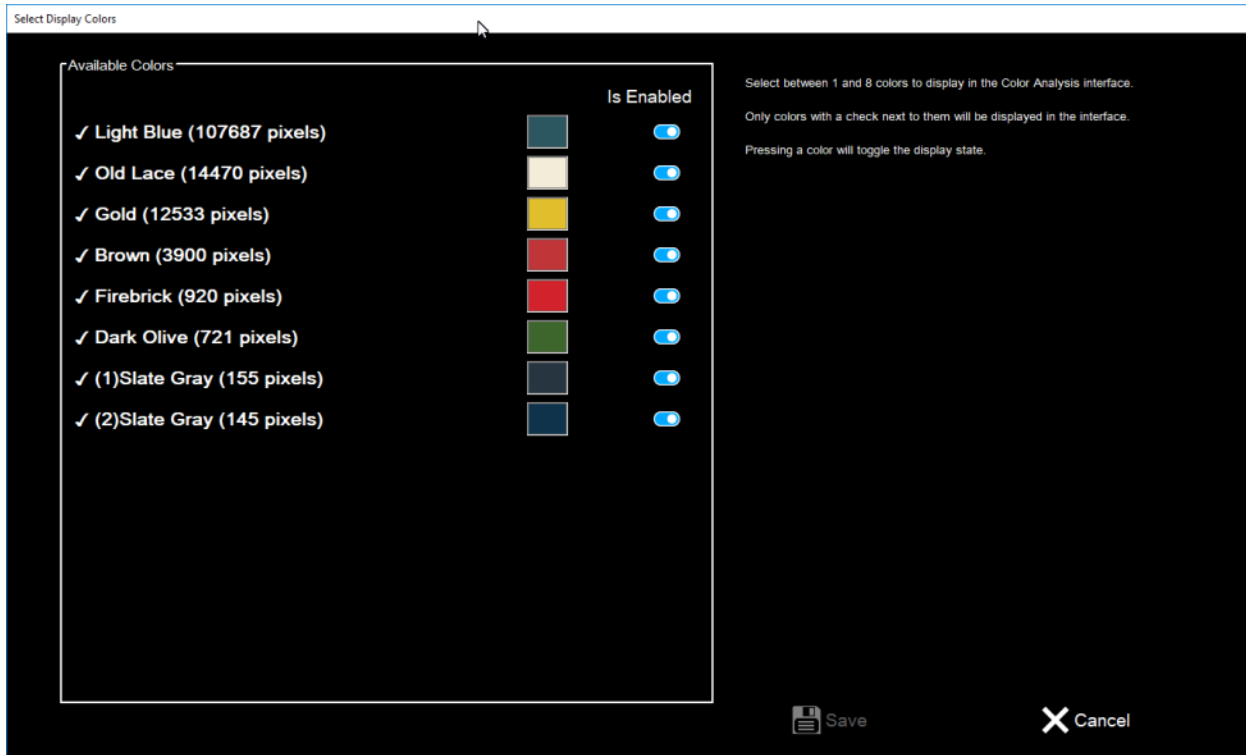 Select Display Colors
Available Colors
Is Enabled
✓ Light Blue (107687 pixels)
✓ Old Lace (14470 pixels)
✓ Gold (12533 pixels)
✓ Brown (3900 pixels)
✓ Firebrick (920 pixels)
✓ Dark Olive (721 pixels)
✓ (1)Slate Gray (155 pixels)
✓ (2)Slate Gray (145 pixels)
Select between 1 and 8 colors to display in the Color Analysis interface.
Only colors with a check next to them will be displayed in the interface.
Pressing a color will toggle the display state.
Save
Cancel